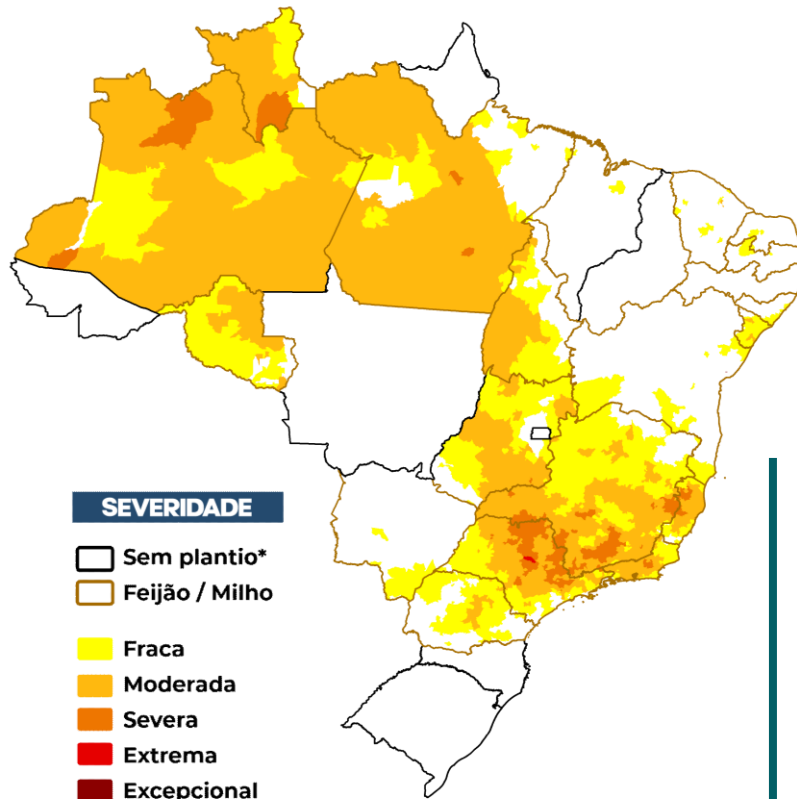 SEVERIDADE
Sem plantio*
Feijão / Milho
Fraca
Moderada
Severa
Extrema
Excepcional